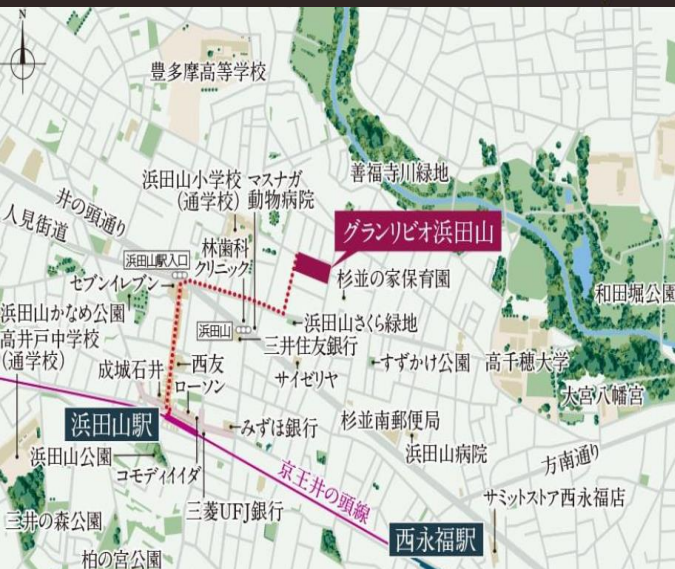 N
豊多摩高等学校
浜田山小学校
(通学校)
マスナガ
動物病院
善福寺川緑地
井の頭通り
人見街道
グランリビオ浜田山
林歯科
クリニック
浜田山駅入口
セブンイレブン
杉並の家保育園
和田堀公園
浜田山かなめ公園
浜田山
浜田山さくら緑地
高井戸中学校
(通学校)
三井住友銀行
成城石井
西友
サイゼリヤ
すずかけ公園
高千穂大学
ローソン
大宮八幡宮
浜田山駅
みずほ銀行
杉並南郵便局
浜田山公園
浜田山病院
方南通り
コモディイイダ
京王井の頭線
サミットストア西永福店
三菱UFJ銀行
三井の森公園
西永福駅
柏の宮公園